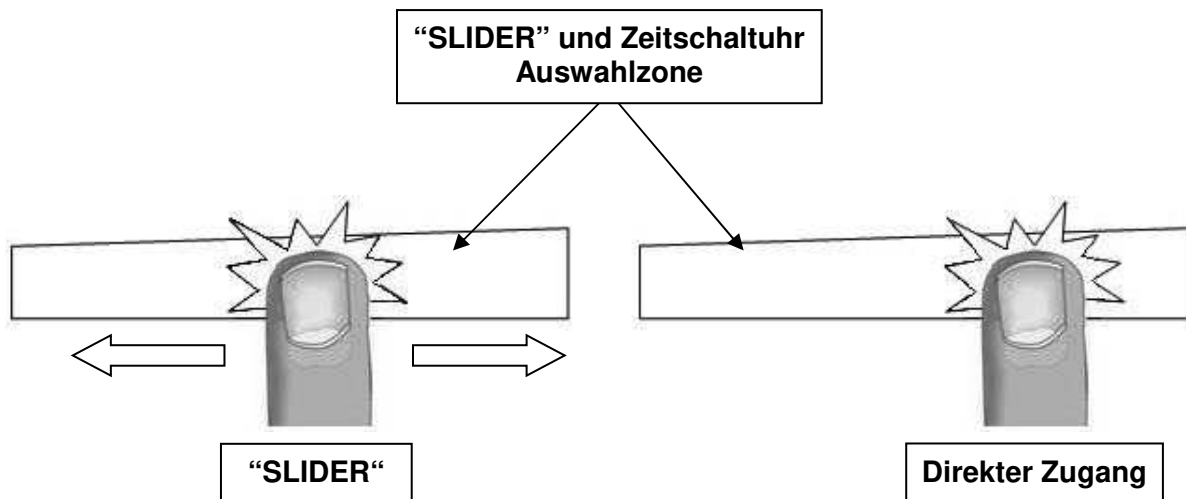 “SLIDER” und Zeitschaltuhr
Auswahlzone
“SLIDER“
Direkter Zugang